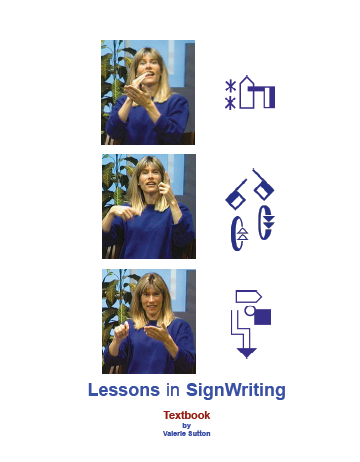 Lessons in SignWriting
Textbook
by
Valerie Sutton